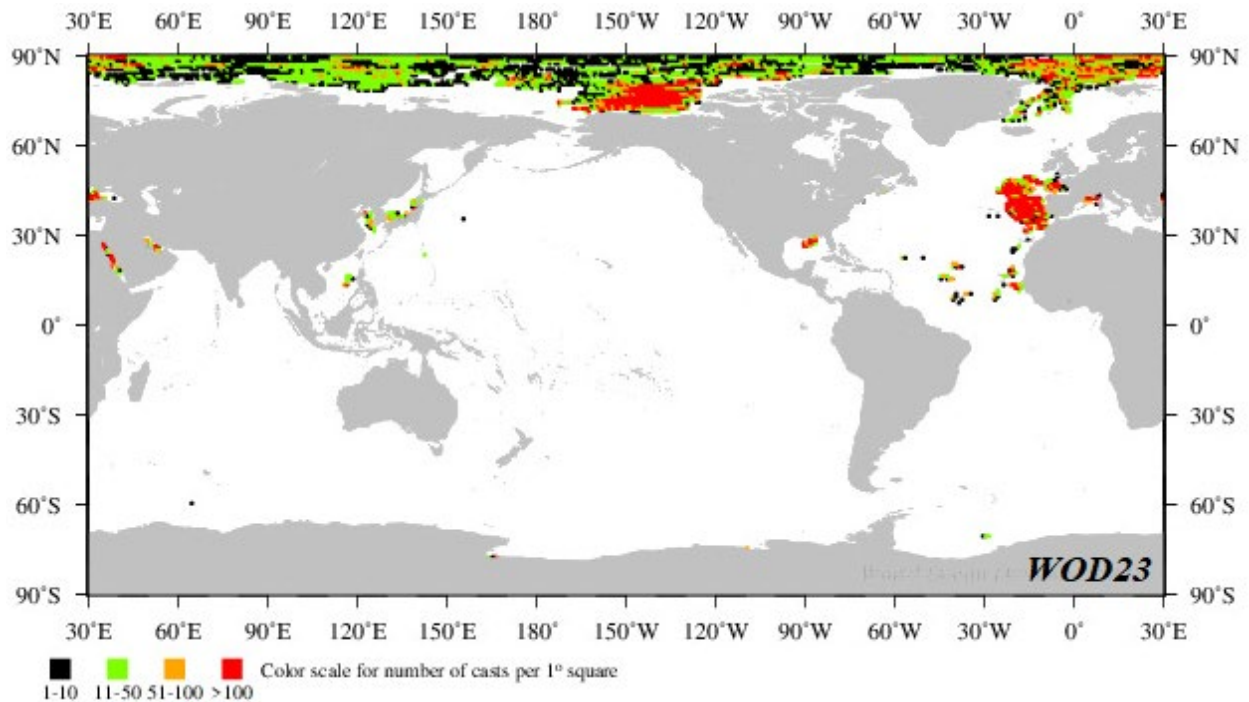 30˚E 60˚E 90˚E 120˚E 150˚E 180˚ 150˚W 120˚W 90˚W 60˚W 30˚W 0˚ 30˚E
90˚N 90˚N
60˚N 60˚N
30˚N 30˚N
0˚ 0˚
30˚S 30˚S
60˚S 60˚S
WOD23
90˚S 90˚S
30˚E 60˚E 90˚E 120˚E 150˚E 180˚ 150˚W 120˚W 90˚W 60˚W 30˚W 0˚ 30˚E
Color scale for number of casts per 1º square
1-10 11-50 51-100 >100